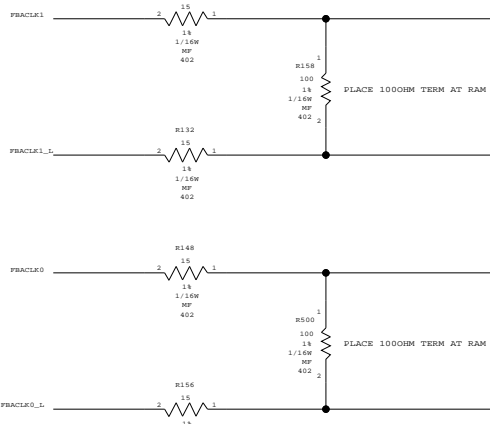 15
FBACLK1
2
1
1%
1/16W
MF
402
1
R158
100
1%
1/16W
MF
402
2
PLACE 100OHM TERM AT RAM
R132
15
FBACLK1_L
2
1
1%
1/16W
MF
402
R148
15
FBACLK0
2
1
1%
1/16W
MF
402
1
R500
100
1%
1/16W
MF
402
2
PLACE 100OHM TERM AT RAM
R156
15
FBACLK0_L
2
1
1%